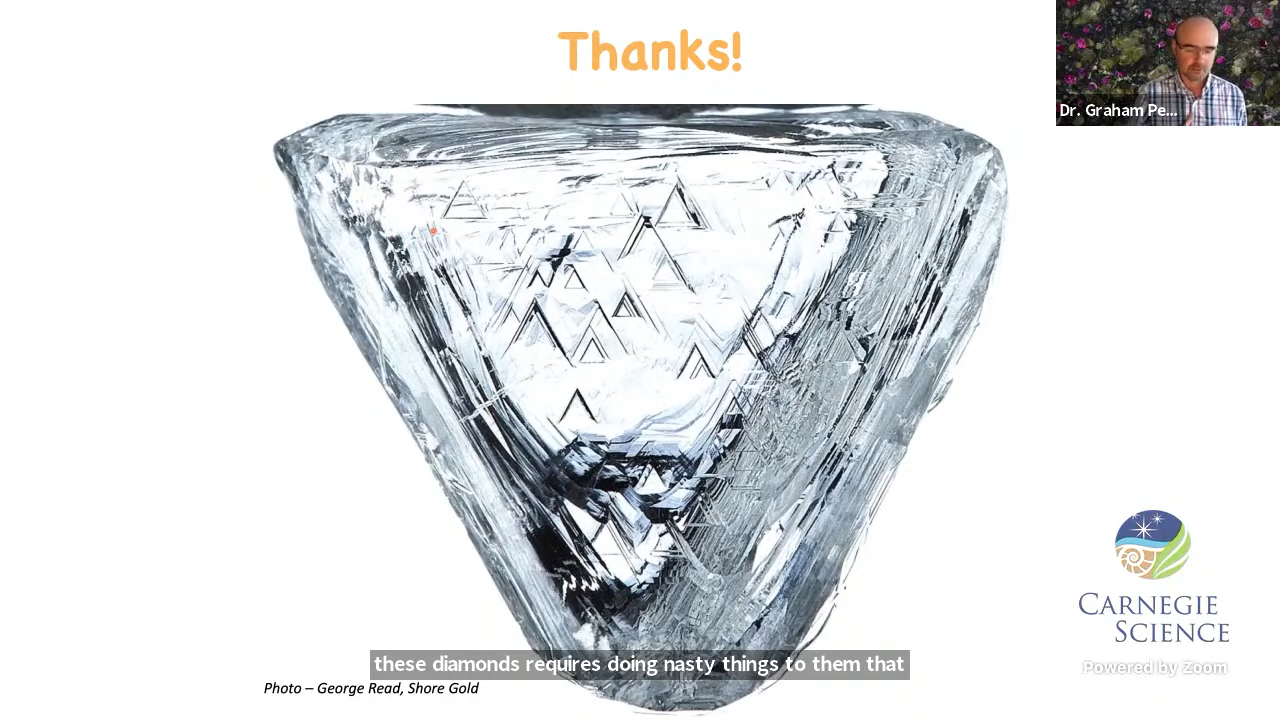 Thanks!
Dr. Graham Pe...
CARNEGIE
SCIENCE
these diamonds requires doing nasty things to them that
Powered by Zoom
Photo – George Read, Shore Gold